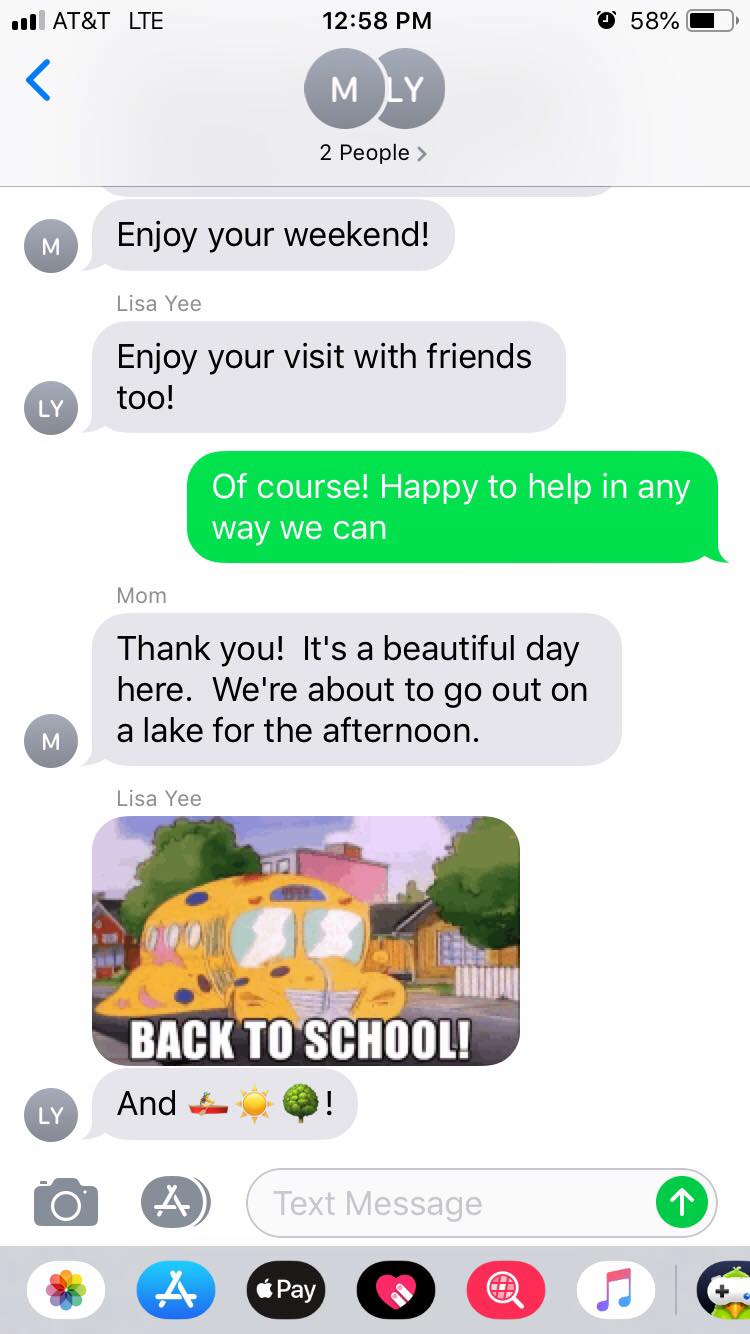 AT&T LTE 12:58 PM 58%
M LY
2 People
Enjoy your weekend!
M
Lisa Yee
Enjoy your visit with friends
too!
LY
Of course! Happy to help in any
way we can
Mom
Thank you!  It's a beautiful day
here.  We're about to go out on
a lake for the afternoon.
M
Lisa Yee
BACK TO SCHOOL!
And 🚣☀️🌳!
LY
Text Message
Pay